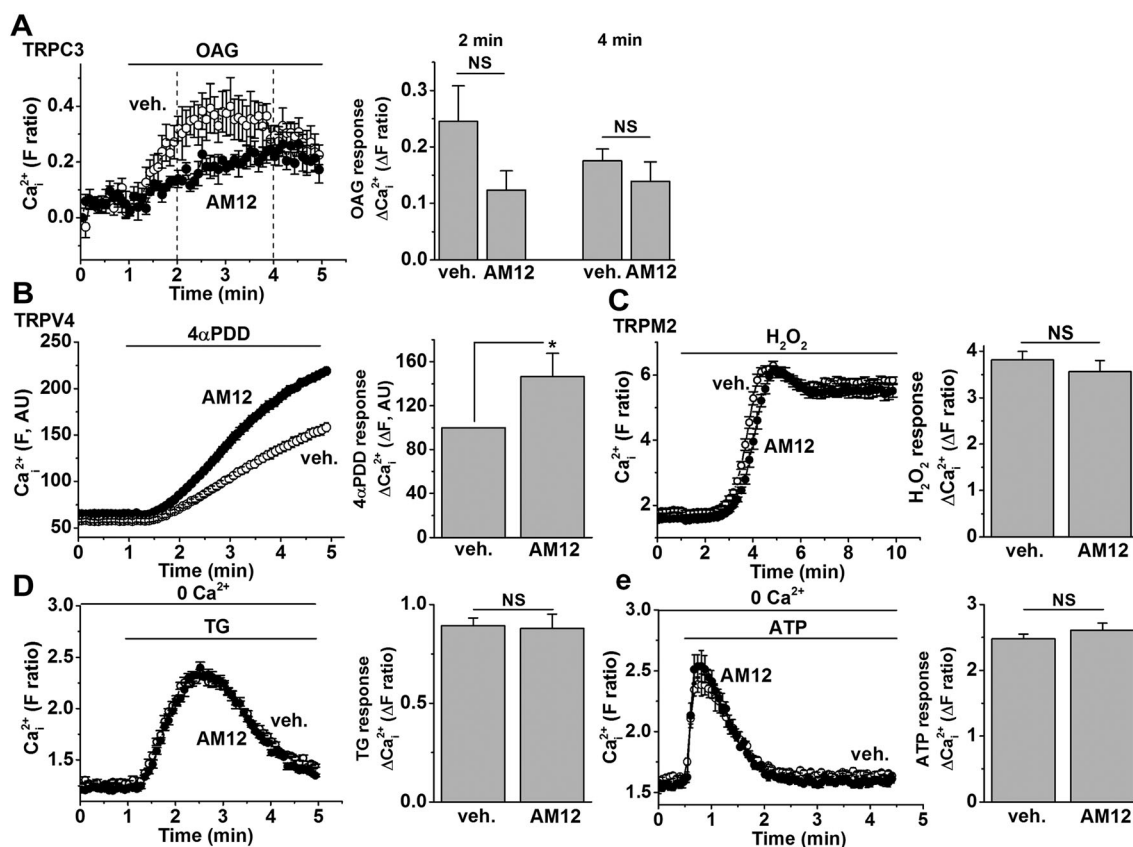 A
TRPC3
OAG
veh.
AM12
Ca²⁺ᵢ (F ratio)
0.4
0.2
0.0
0 1 2 3 4 5
Time (min)
2 min
4 min
NS
NS
OAG response
ΔCa²⁺ᵢ (ΔF ratio)
0.3
0.2
0.1
0
veh. AM12
veh. AM12
B
TRPV4
4αPDD
AM12
veh.
Ca²⁺ᵢ (F, AU)
250
200
150
100
50
0 1 2 3 4 5
Time (min)
*
4αPDD response
ΔCa²⁺ᵢ (ΔF, AU)
160
120
80
40
0
veh. AM12
C
TRPM2
H₂O₂
veh.
AM12
Ca²⁺ᵢ (F ratio)
6
4
2
0 2 4 6 8 10
Time (min)
NS
H₂O₂ response
ΔCa²⁺ᵢ (ΔF ratio)
4
3
2
1
0
veh. AM12
D
0 Ca²⁺
TG
AM12
veh.
Ca²⁺ᵢ (F ratio)
3.0
2.5
2.0
1.5
0 1 2 3 4 5
Time (min)
NS
TG response
ΔCa²⁺ᵢ (ΔF ratio)
0.9
0.6
0.3
0.0
veh. AM12
e
0 Ca²⁺
ATP
AM12
veh.
Ca²⁺ᵢ (F ratio)
3.0
2.5
2.0
1.5
0 1 2 3 4 5
Time (min)
NS
ATP response
ΔCa²⁺ᵢ (ΔF ratio)
3
2
1
0
veh. AM12